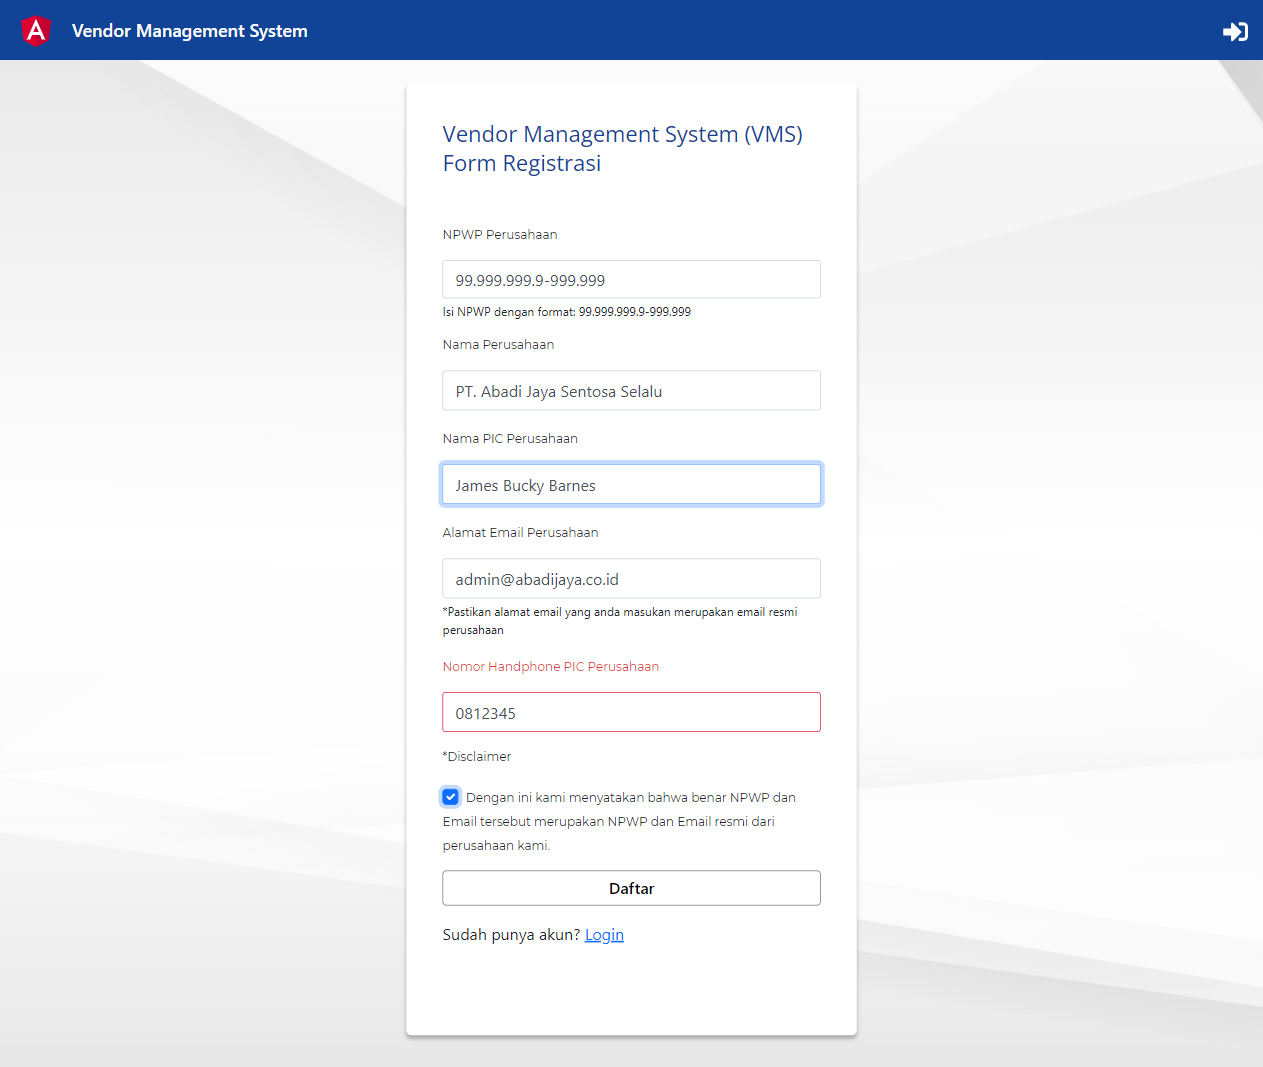 A
Vendor Management System
Vendor Management System (VMS)
Form Registrasi
NPWP Perusahaan
99.999.999.9-999.999
Isi NPWP dengan format: 99.999.999.9-999.999
Nama Perusahaan
PT. Abadi Jaya Sentosa Selalu
Nama PIC Perusahaan
James Bucky Barnes
Alamat Email Perusahaan
admin@abadijaya.co.id
*Pastikan alamat email yang anda masukan merupakan email resmi
perusahaan
Nomor Handphone PIC Perusahaan
0812345
*Disclaimer
Dengan ini kami menyatakan bahwa benar NPWP dan
Email tersebut merupakan NPWP dan Email resmi dari
perusahaan kami.
Daftar
Sudah punya akun? Login